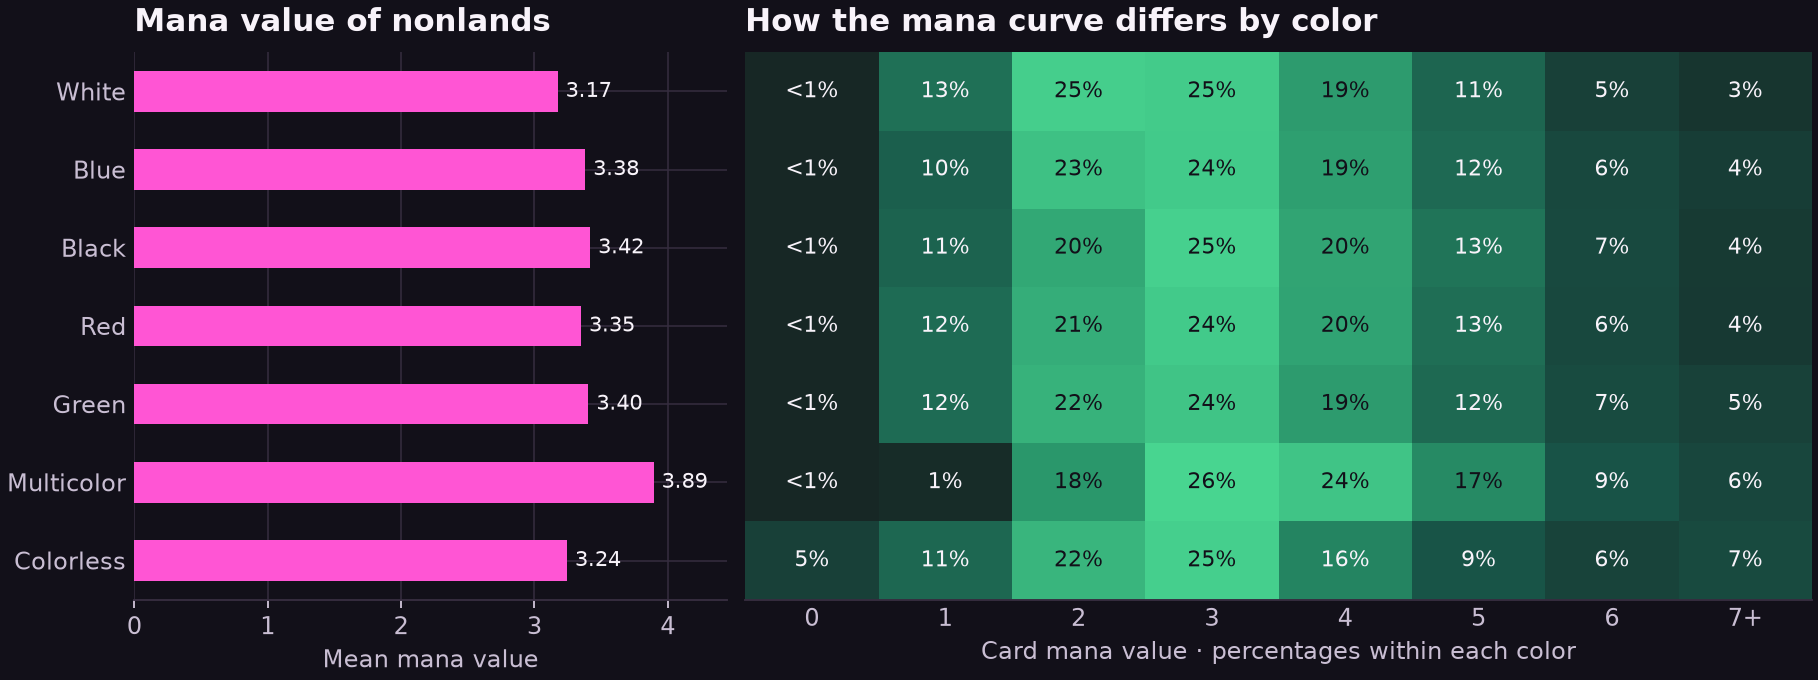 Mana value of nonlands
White 3.17
Blue 3.38
Black 3.42
Red 3.35
Green 3.40
Multicolor 3.89
Colorless 3.24
0 1 2 3 4
Mean mana value
How the mana curve differs by color
<1% 13% 25% 25% 19% 11% 5% 3%
<1% 10% 23% 24% 19% 12% 6% 4%
<1% 11% 20% 25% 20% 13% 7% 4%
<1% 12% 21% 24% 20% 13% 6% 4%
<1% 12% 22% 24% 19% 12% 7% 5%
<1% 1% 18% 26% 24% 17% 9% 6%
5% 11% 22% 25% 16% 9% 6% 7%
0 1 2 3 4 5 6 7+
Card mana value · percentages within each color